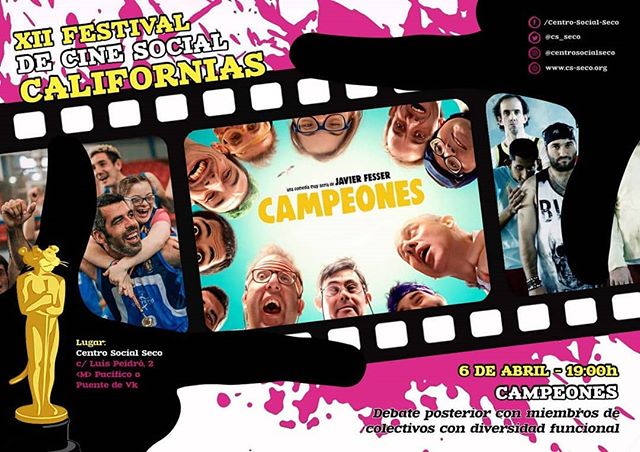 XII FESTIVAL
DE CINE SOCIAL
CALIFORNIAS
/Centro-Social-Seco
@cs_seco
@centrosocialseco
www.cs-seco.org
una comedia muy seria de JAVIER FESSER
CAMPEONES
Lugar:
Centro Social Seco
c/ Luis Peidró, 2
<M> Pacífico o
Puente de Vk
6 DE ABRIL - 19:00h
CAMPEONES
Debate posterior con miembros de
colectivos con diversidad funcional